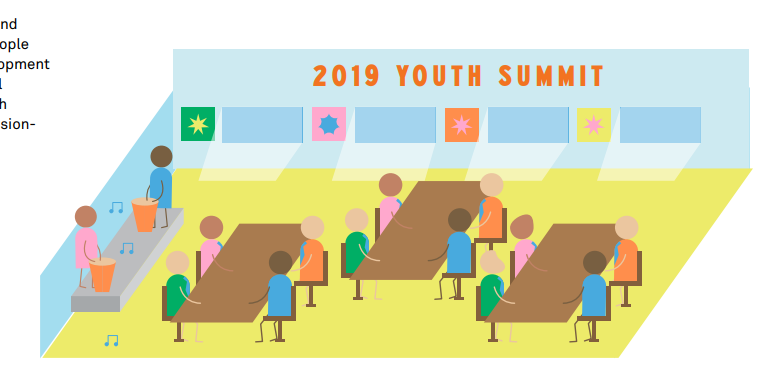 nd
ople
opment
l
h
sion-
2019 YOUTH SUMMIT